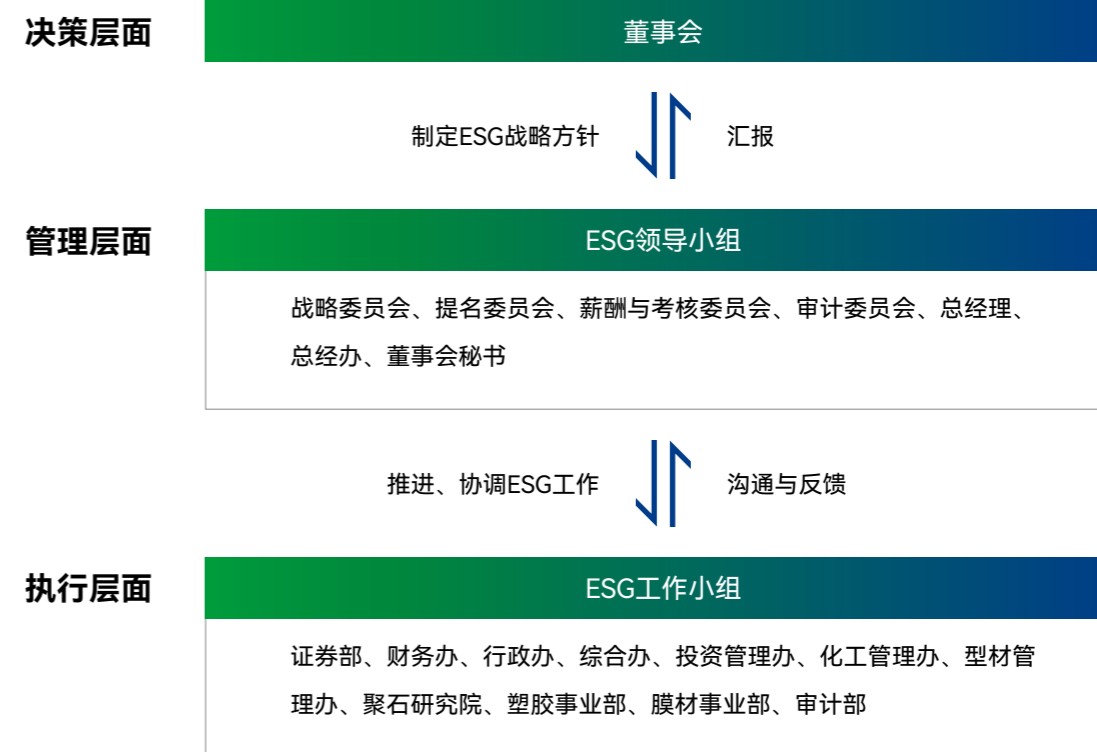 决策层面
董事会
制定ESG战略方针
汇报
管理层面
ESG领导小组
战略委员会、提名委员会、薪酬与考核委员会、审计委员会、总经理、
总经办、董事会秘书
推进、协调ESG工作
沟通与反馈
执行层面
ESG工作小组
证券部、财务办、行政办、综合办、投资管理办、化工管理办、型材管
理办、聚石研究院、塑胶事业部、膜材事业部、审计部